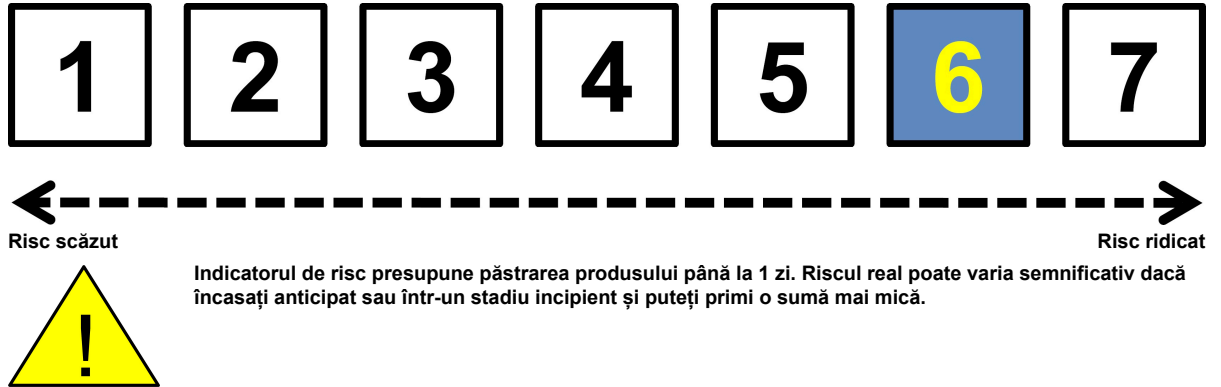 1 2 3 4 5 6 7
Risc scăzut Risc ridicat
Indicatorul de risc presupune păstrarea produsului până la 1 zi. Riscul real poate varia semnificativ dacă
încasați anticipat sau într-un stadiu incipient și puteți primi o sumă mai mică.
!